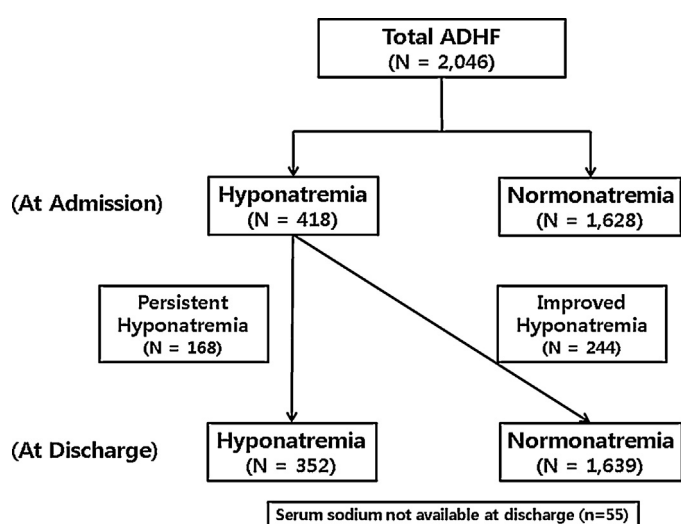 Total ADHF
(N = 2,046)
(At Admission)
Hyponatremia
(N = 418)
Normonatremia
(N = 1,628)
Persistent
Hyponatremia
(N = 168)
Improved
Hyponatremia
(N = 244)
(At Discharge)
Hyponatremia
(N = 352)
Normonatremia
(N = 1,639)
Serum sodium not available at discharge (n=55)